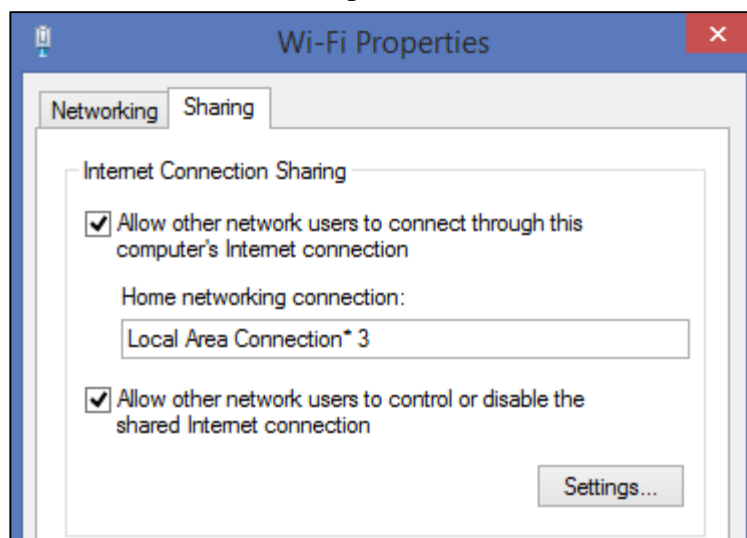 Wi-Fi Properties
Networking Sharing
Internet Connection Sharing
Allow other network users to connect through this
computer's Internet connection
Home networking connection:
Local Area Connection* 3
Allow other network users to control or disable the
shared Internet connection
Settings...